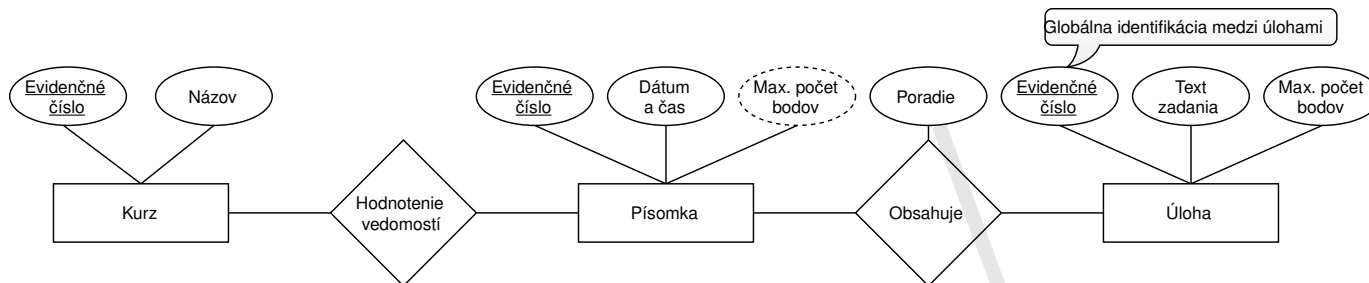 Globálna identifikácia medzi úlohami
Evidenčné
číslo
Názov
Evidenčné
číslo
Dátum
a čas
Max. počet
bodov
Poradie
Evidenčné
číslo
Text
zadania
Max. počet
bodov
Kurz
Hodnotenie
vedomostí
Písomka
Obsahuje
Úloha